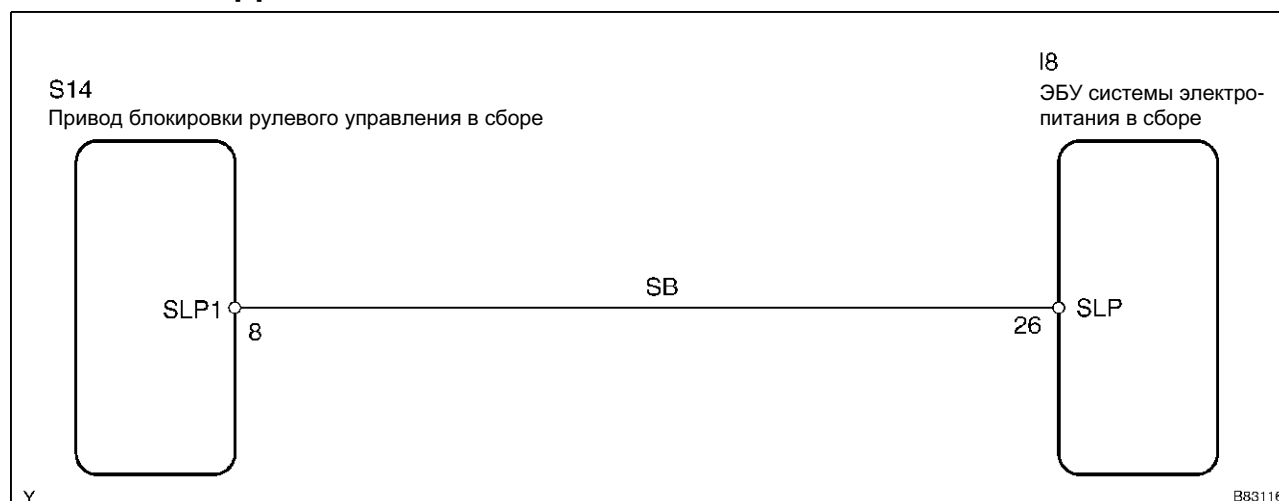 S14
Привод блокировки рулевого управления в сборе
I8
ЭБУ системы электро-
питания в сборе
SLP1
8
SB
26
SLP
Y
B83116